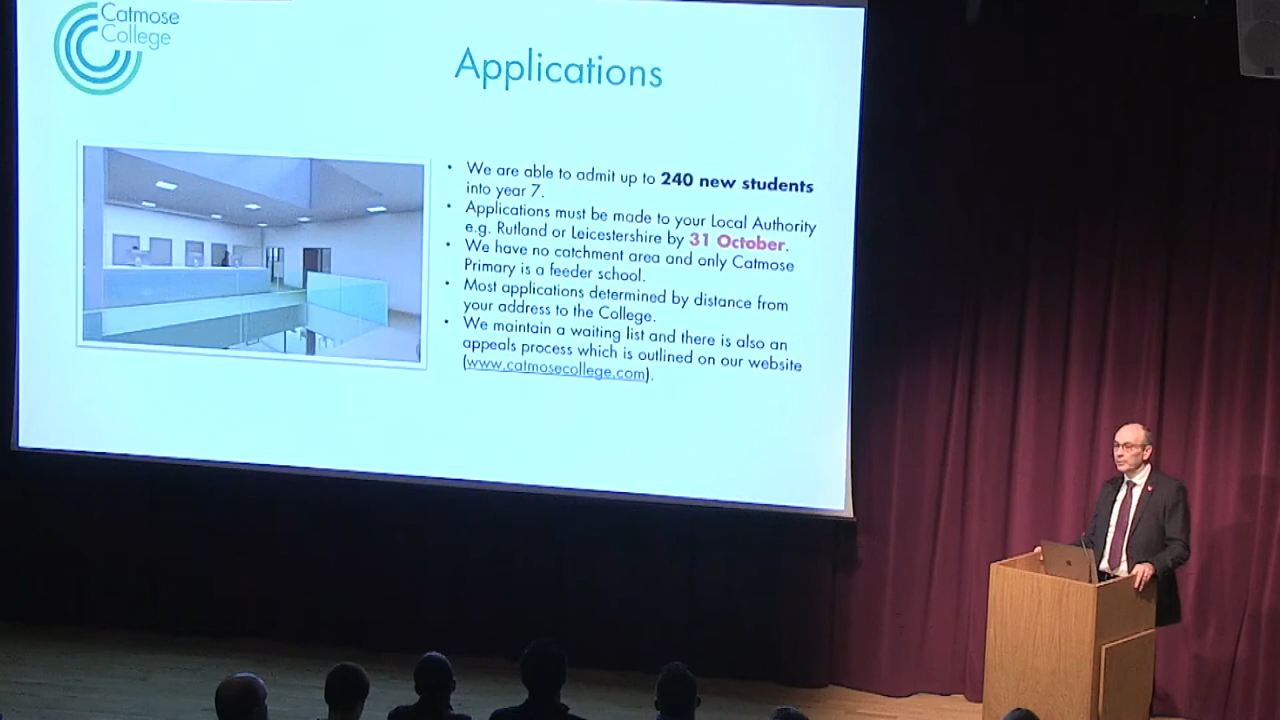 Catmose
College
Applications
• We are able to admit up to 240 new students
into year 7.
• Applications must be made to your Local Authority
e.g. Rutland or Leicestershire by 31 October.
• We have no catchment area and only Catmose
Primary is a feeder school.
• Most applications determined by distance from
your address to the College.
• We maintain a waiting list and there is also an
appeals process which is outlined on our website
(www.catmosecollege.com).